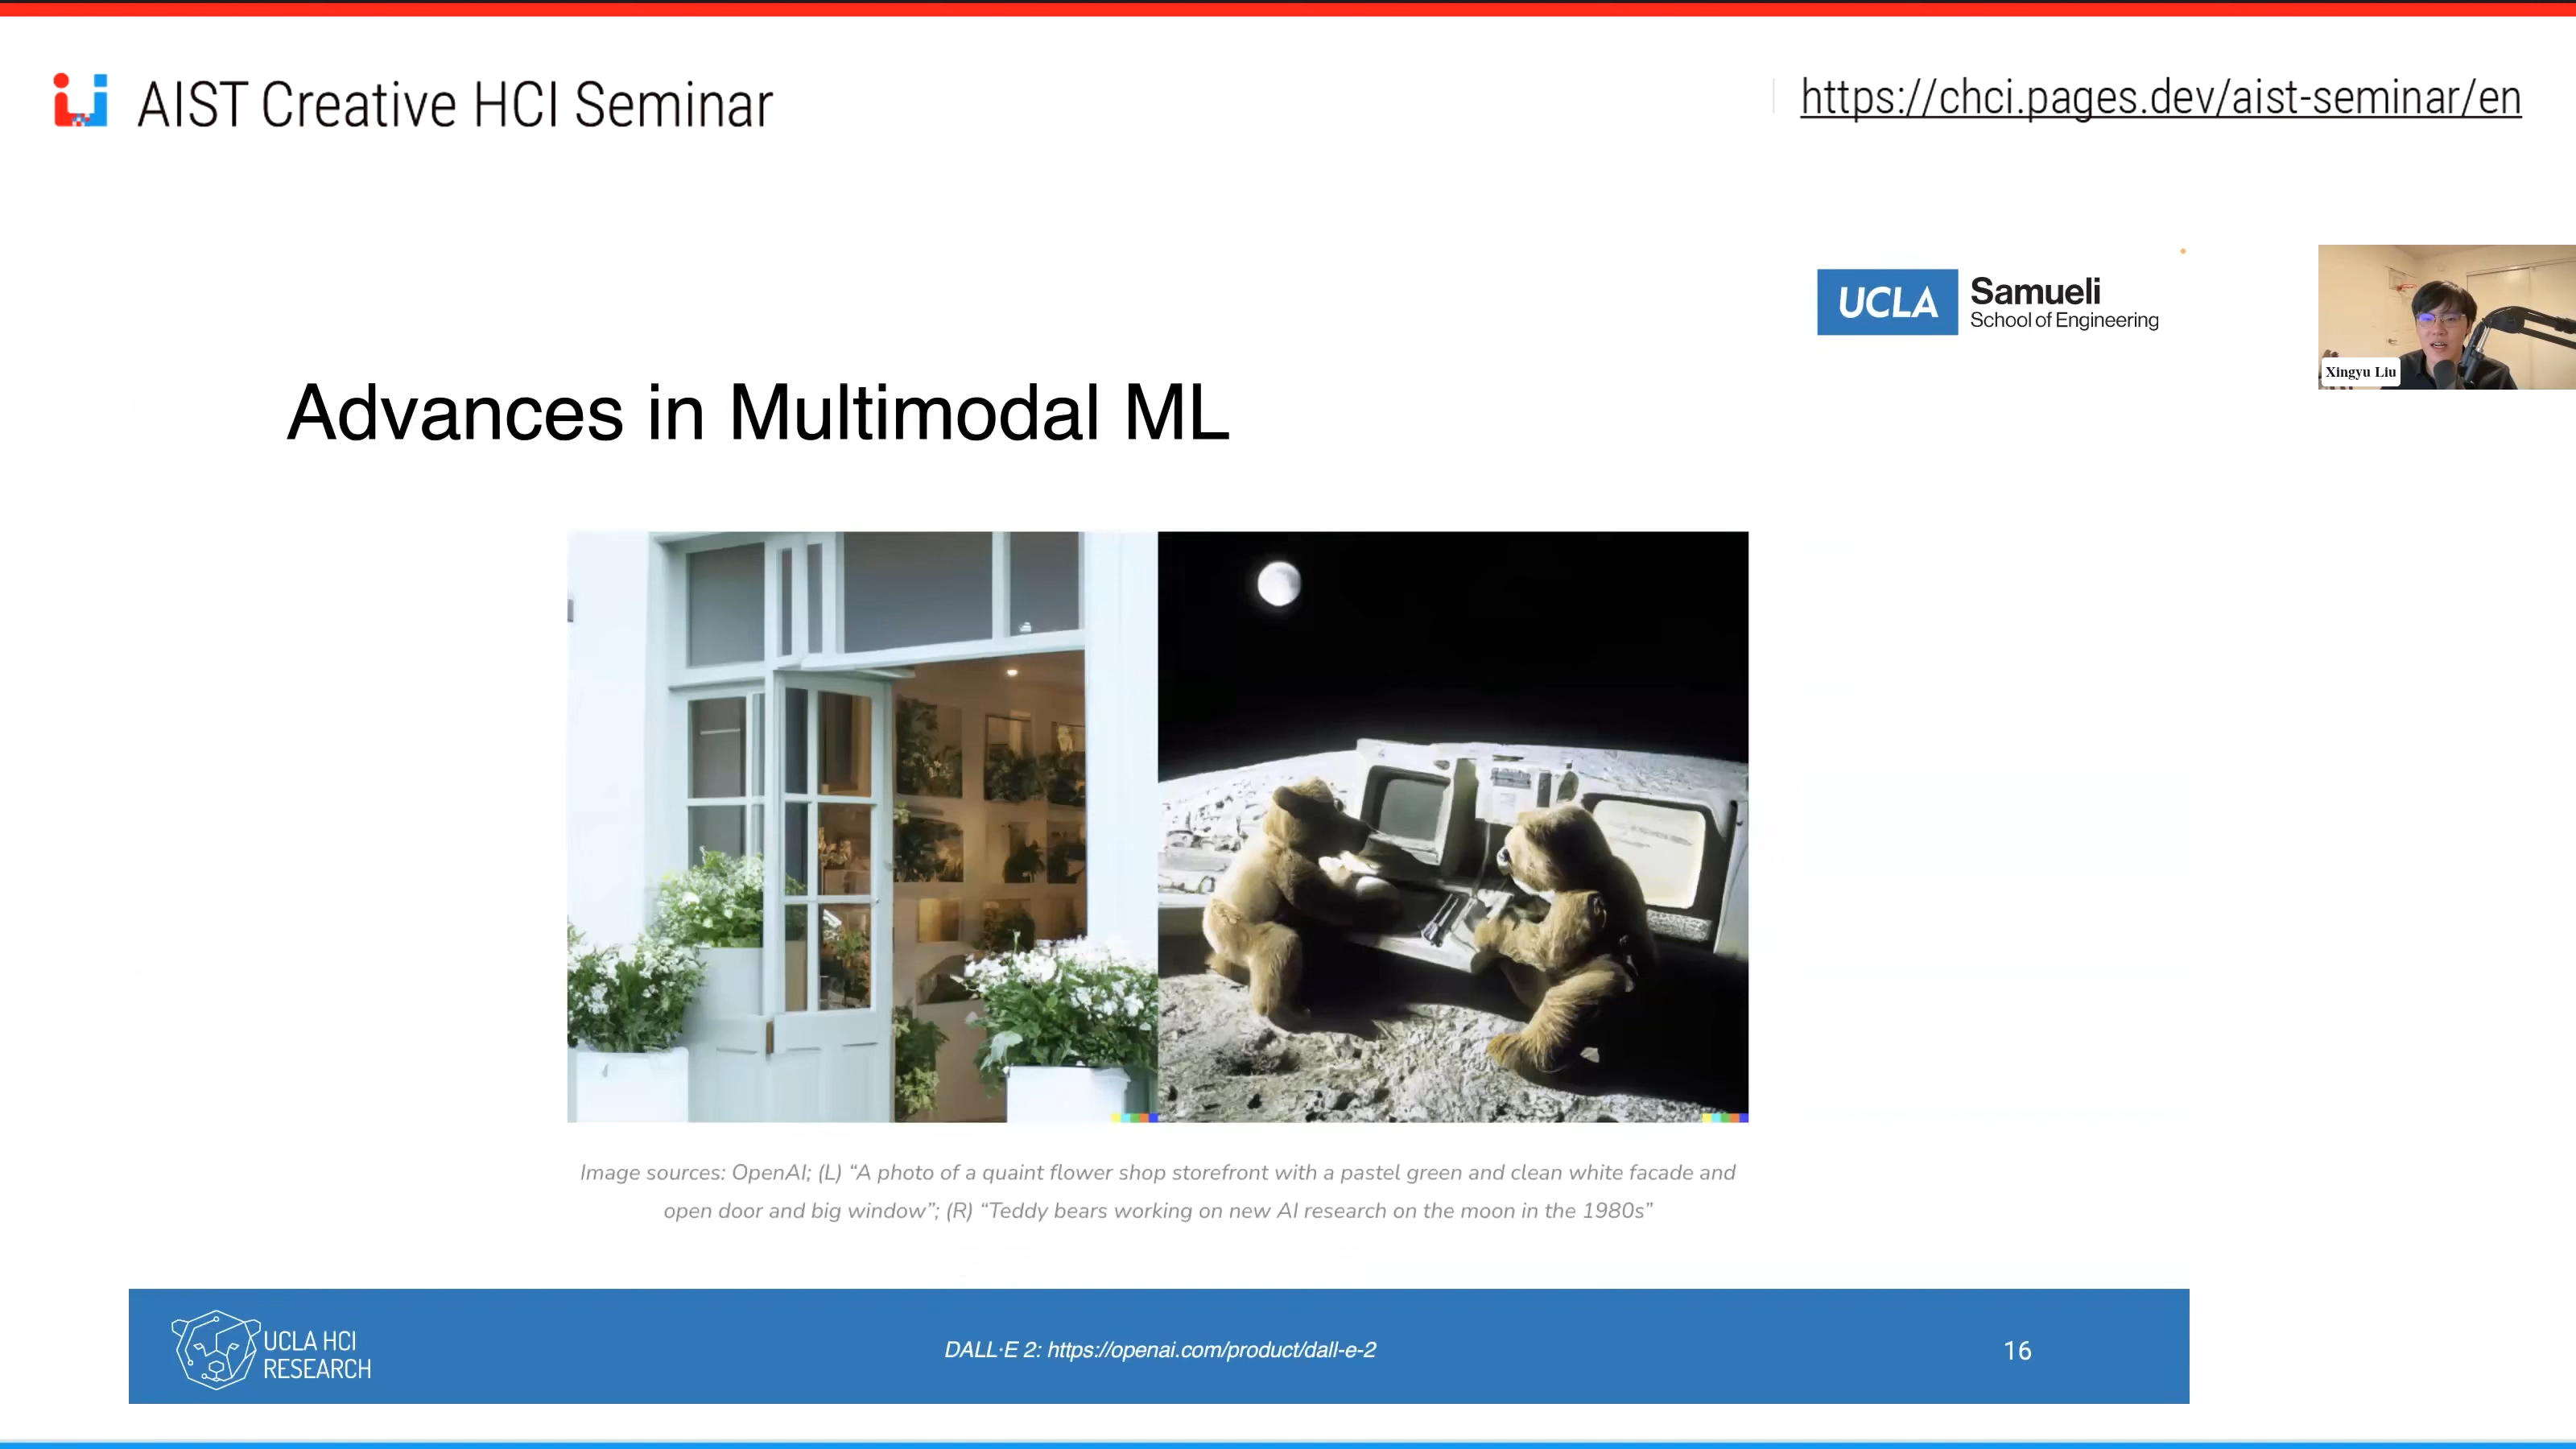 AIST Creative HCI Seminar
https://chci.pages.dev/aist-seminar/en
UCLA
Samueli
School of Engineering
Xingyu Liu
Advances in Multimodal ML
Image sources: OpenAI; (L) “A photo of a quaint flower shop storefront with a pastel green and clean white facade and
open door and big window”; (R) “Teddy bears working on new AI research on the moon in the 1980s”
UCLA HCI
RESEARCH
DALL·E 2: https://openai.com/product/dall-e-2
16